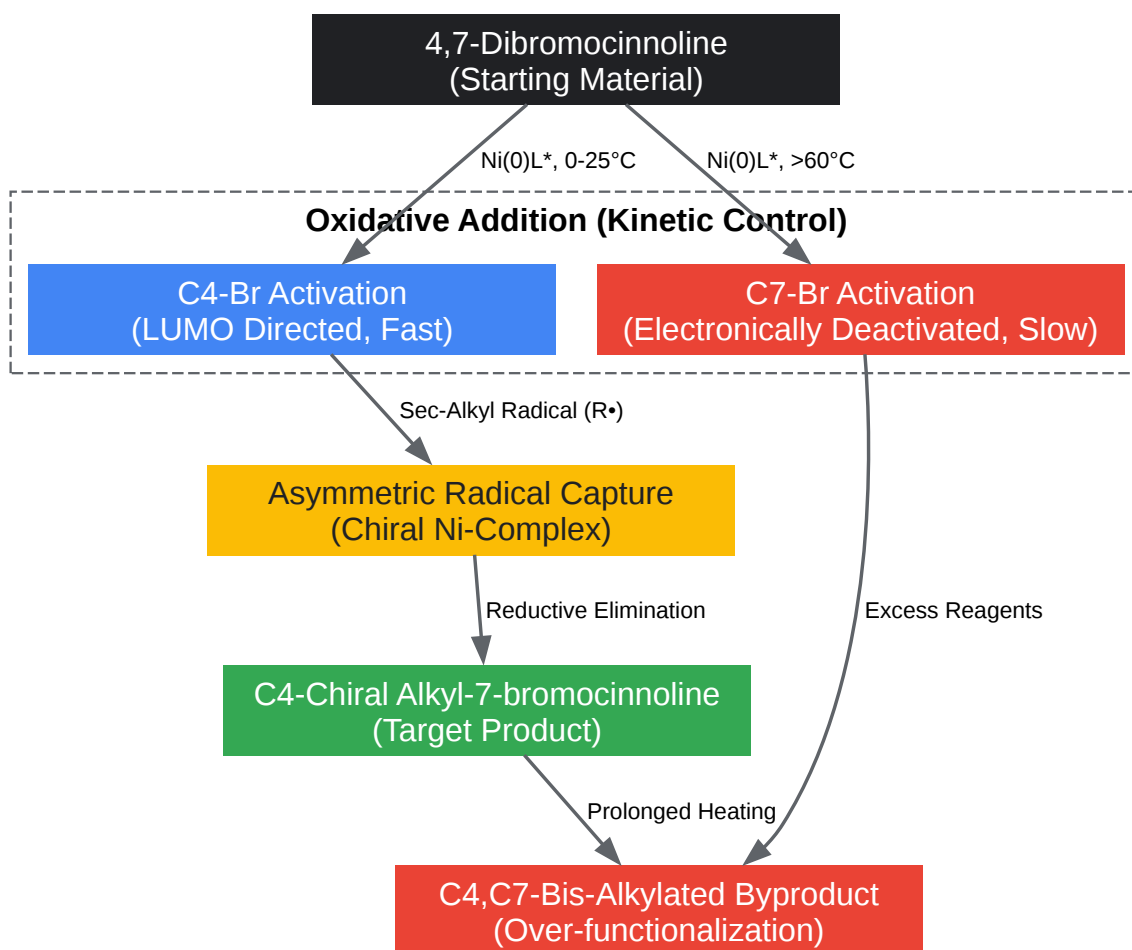 4,7-Dibromocinnoline
(Starting Material)
Ni(0)L*, 0-25°C
Ni(0)L*, >60°C
Oxidative Addition (Kinetic Control)
C4-Br Activation
(LUMO Directed, Fast)
C7-Br Activation
(Electronically Deactivated, Slow)
Sec-Alkyl Radical (R•)
Asymmetric Radical Capture
(Chiral Ni-Complex)
Reductive Elimination
Excess Reagents
C4-Chiral Alkyl-7-bromocinnoline
(Target Product)
Prolonged Heating
C4,C7-Bis-Alkylated Byproduct
(Over-functionalization)